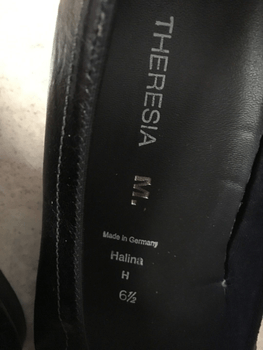 THERESIA M.
Made in Germany
Halina
H
6½